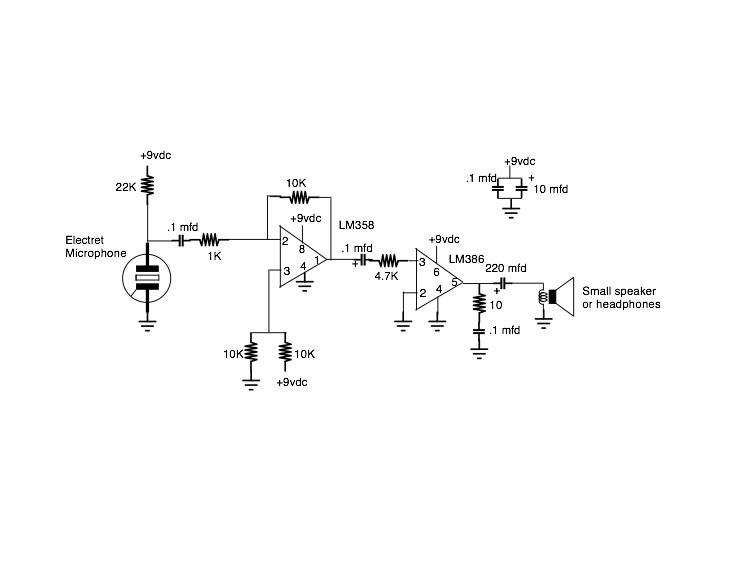 +9vdc
22K
Electret
Microphone
.1 mfd
1K
10K
+9vdc
LM358
2
8
3
4
1
10K
10K
+9vdc
.1 mfd
+
4.7K
+9vdc
LM386
3
6
2
4
5
220 mfd
+
10
.1 mfd
Small speaker
or headphones
+9vdc
.1 mfd
+
10 mfd